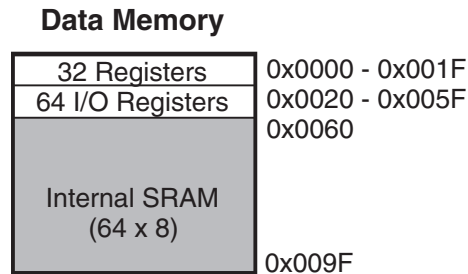 Data Memory
32 Registers 0x0000 - 0x001F
64 I/O Registers 0x0020 - 0x005F
0x0060
Internal SRAM
(64 x 8)
0x009F